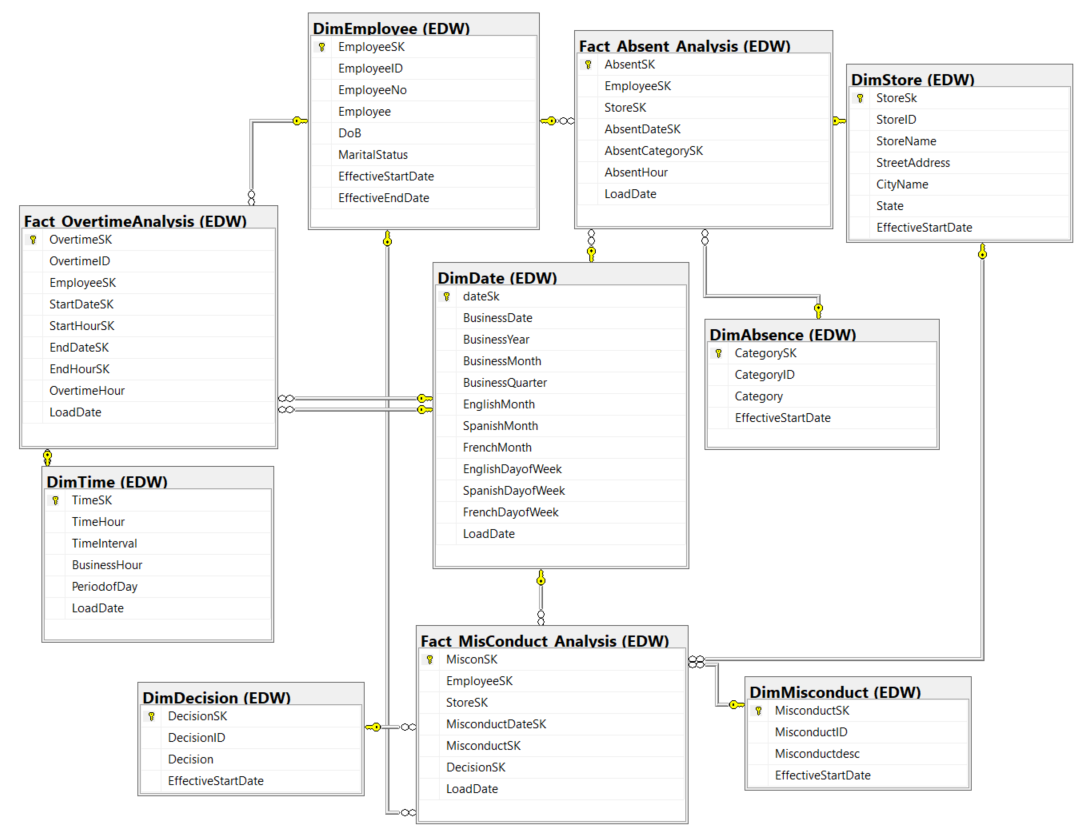 DimEmployee (EDW)
EmployeeSK
EmployeeID
EmployeeNo
Employee
DoB
MaritalStatus
EffectiveStartDate
EffectiveEndDate
Fact_Absent_Analysis (EDW)
AbsentSK
EmployeeSK
StoreSK
AbsentDateSK
AbsentCategorySK
AbsentHour
LoadDate
DimStore (EDW)
StoreSk
StoreID
StoreName
StreetAddress
CityName
State
EffectiveStartDate
Fact_OvertimeAnalysis (EDW)
OvertimeSK
OvertimeID
EmployeeSK
StartDateSK
StartHourSK
EndDateSK
EndHourSK
OvertimeHour
LoadDate
DimDate (EDW)
dateSk
BusinessDate
BusinessYear
BusinessMonth
BusinessQuarter
EnglishMonth
SpanishMonth
FrenchMonth
EnglishDayofWeek
SpanishDayofWeek
FrenchDayofWeek
LoadDate
DimAbsence (EDW)
CategorySK
CategoryID
Category
EffectiveStartDate
DimTime (EDW)
TimeSK
TimeHour
TimeInterval
BusinessHour
PeriodofDay
LoadDate
Fact_MisConduct_Analysis (EDW)
MisconSK
EmployeeSK
StoreSK
MisconductDateSK
MisconductSK
DecisionSK
LoadDate
DimDecision (EDW)
DecisionSK
DecisionID
Decision
EffectiveStartDate
DimMisconduct (EDW)
MisconductSK
MisconductID
Misconductdesc
EffectiveStartDate